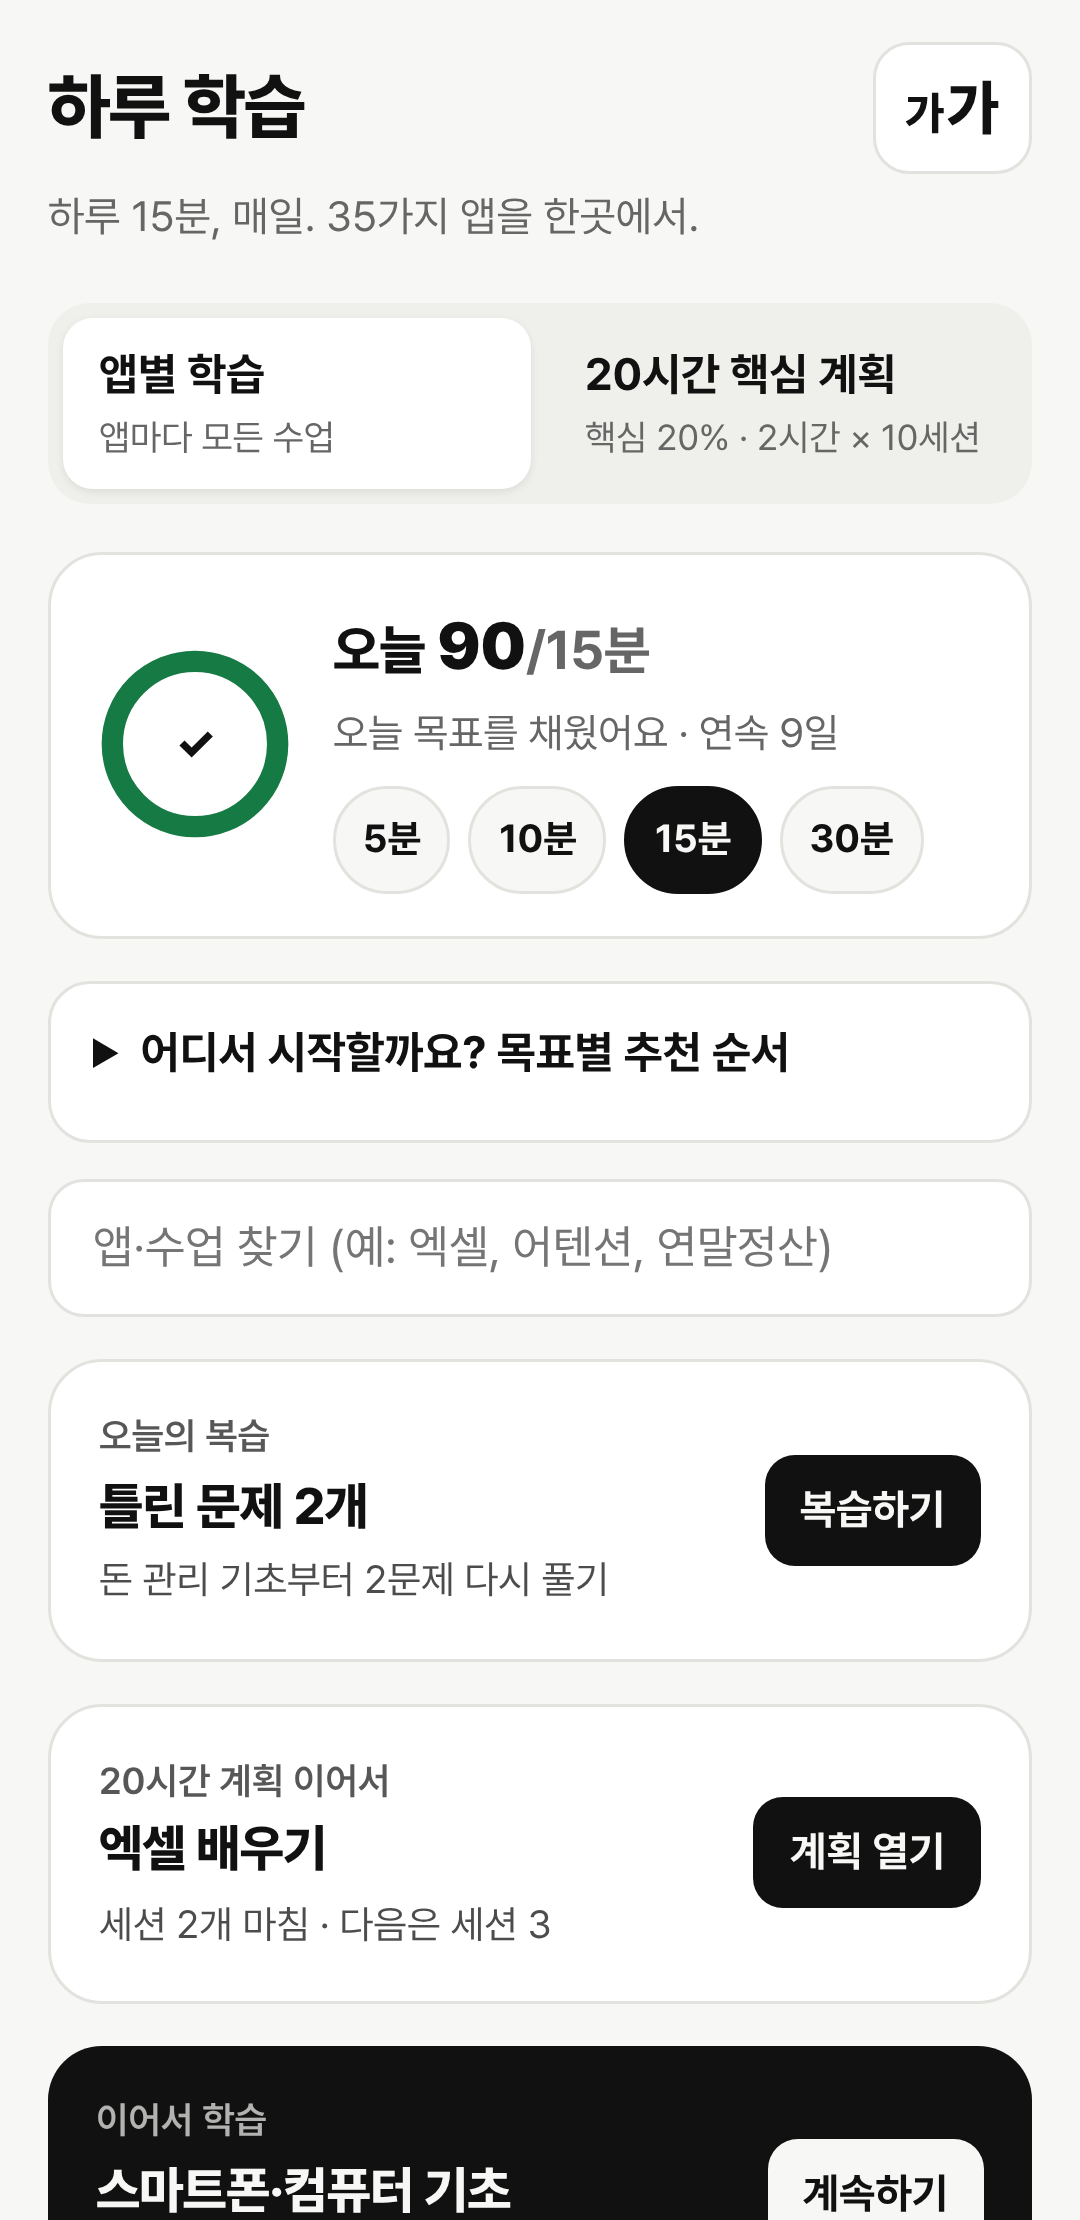 하루 학습
가가
하루 15분, 매일. 35가지 앱을 한곳에서.
앱별 학습
앱마다 모든 수업
20시간 핵심 계획
핵심 20% · 2시간 × 10세션
오늘 90/15분
오늘 목표를 채웠어요 · 연속 9일
5분
10분
15분
30분
▶ 어디서 시작할까요? 목표별 추천 순서
앱·수업 찾기 (예: 엑셀, 어텐션, 연말정산)
오늘의 복습
틀린 문제 2개
돈 관리 기초부터 2문제 다시 풀기
복습하기
20시간 계획 이어서
엑셀 배우기
세션 2개 마침 · 다음은 세션 3
계획 열기
이어서 학습
스마트폰·컴퓨터 기초
계속하기